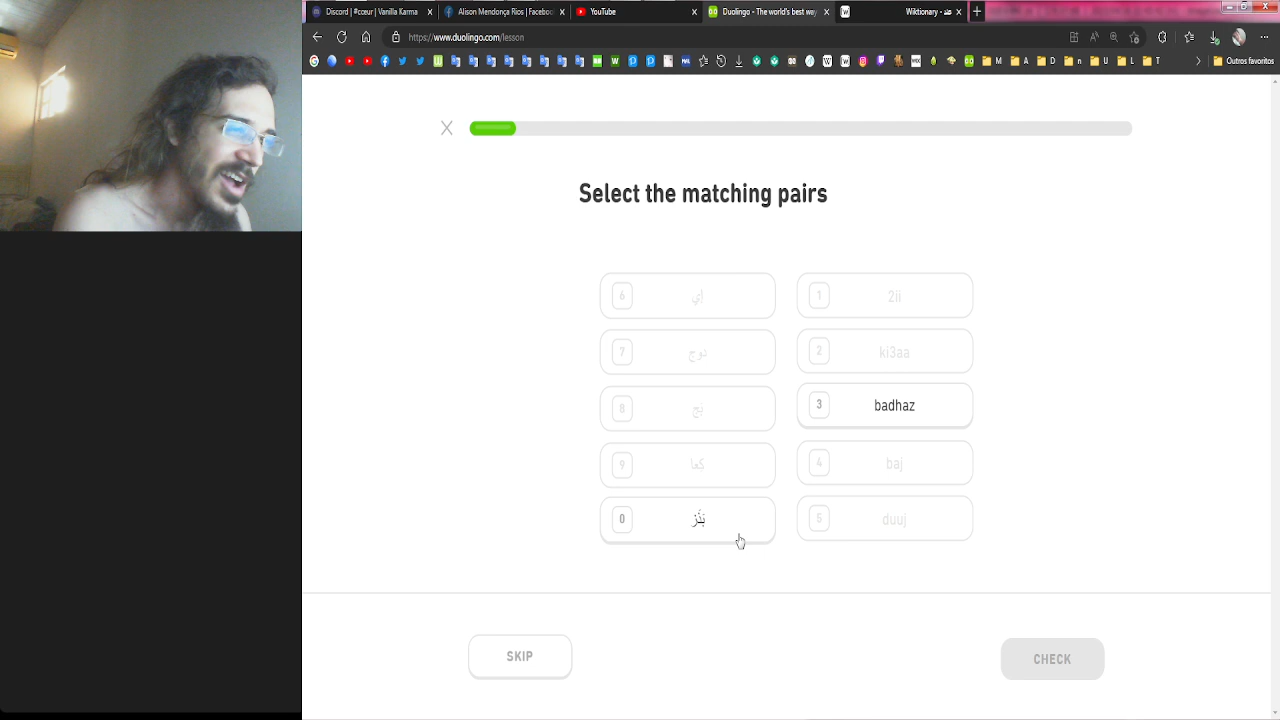 Discord | #cœur | Vanilla Karma
Alison Mendonça Rios | Facebook
YouTube
Duolingo - The world's best way
Wiktionery
https://www.duolingo.com/lesson
M
A
D
n
U
L
T
Outros favoritos
X
Select the matching pairs
6 إي
1 2ii
7 دوج
2 ki3aa
8 بَج
3 badhaz
9 كعا
4 baj
0 بَذَز
5 duuj
SKIP
CHECK